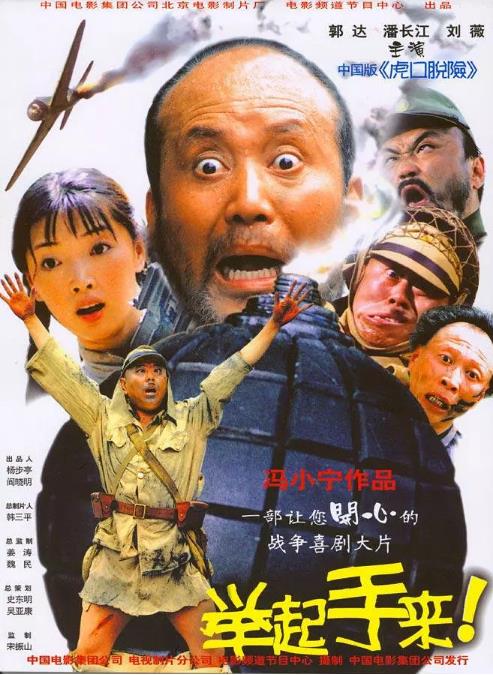 中国电影集团公司北京电影制片厂 电影频道节目中心 出品
郭达 潘长江 刘薇
主演
中国版《虎口脱险》
出品人
杨步亭
阎晓明
总制片人
韩三平
总监制
姜涛
魏民
总策划
史东明
吴亚康
监制
宋振山
冯小宁作品
一部让您開心的
战争喜剧大片
举起手来！
中国电影集团公司 电视制片分公司 电影频道节目中心 摄制 中国电影集团公司发行